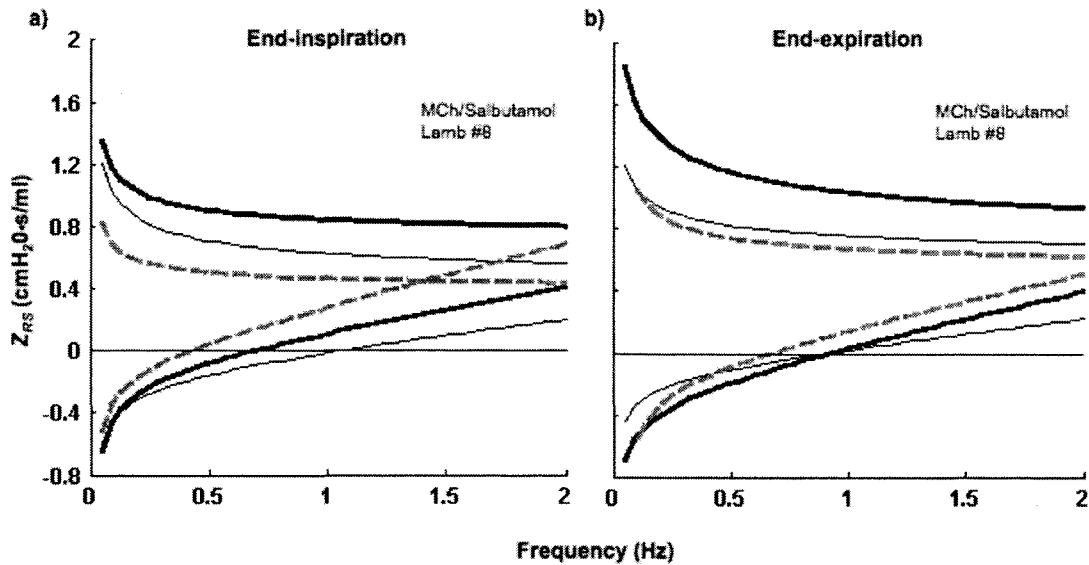 a)
End-inspiration
b)
End-expiration
MCh/Salbutamol
Lamb #8
MCh/Salbutamol
Lamb #8
Z_RS (cmH₂0•s/ml)
2
1.6
1.2
0.8
0.4
0
-0.4
-0.8
0 0.5 1 1.5 2
0 0.5 1 1.5 2
Frequency (Hz)